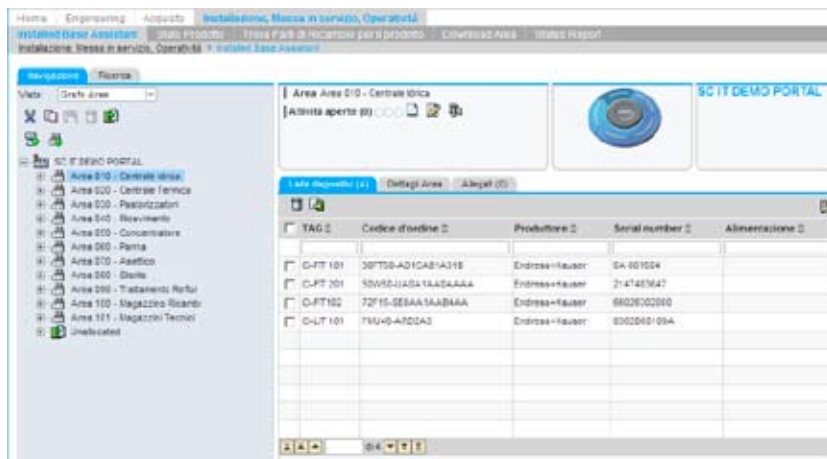 Home Engineering Acquisto Installazione, Messa in servizio, Operatività
Installed Base Assistant Stato Prodotto Trova Parti di Ricambio per il prodotto Download Area Status Report
Installazione, Messa in servizio, Operatività Installed Base Assistant
Navigazione Ricerca
Vista: Grafo Aree
SC IT DEMO PORTAL
Area 010 - Centrale Idrica
Area 020 - Centrale Termica
Area 030 - Pastorizzatori
Area 040 - Ricevimento
Area 050 - Concentratore
Area 060 - Parma
Area 070 - Asettico
Area 080 - Sterile
Area 090 - Trattamento Reflui
Area 100 - Magazzino Ricambi
Area 101 - Magazzini Tecnici
Unallocated
Area Area 010 - Centrale Idrica
Attività aperte (0)
SC IT DEMO PORTAL
Lista dispositivi (4) Dettagli Area Allegati (0)
TAG Codice d'ordine Produttore Serial number Alimentazione
C-FT 101 Endress+Hauser
C-FT 201 Endress+Hauser 2147483647
C-PT102 Endress+Hauser
C-LIT 101 Endress+Hauser
di 4